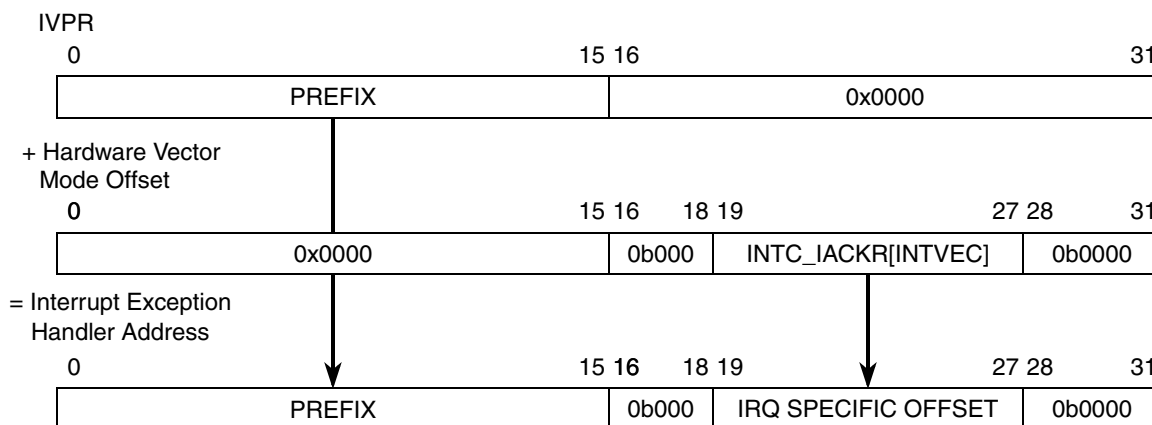 IVPR
0 15 16 31
PREFIX 0x0000
+ Hardware Vector
Mode Offset
0 15 16 18 19 27 28 31
0x0000 0b000 INTC_IACKR[INTVEC] 0b0000
= Interrupt Exception
Handler Address
0 15 16 18 19 27 28 31
PREFIX 0b000 IRQ SPECIFIC OFFSET 0b0000